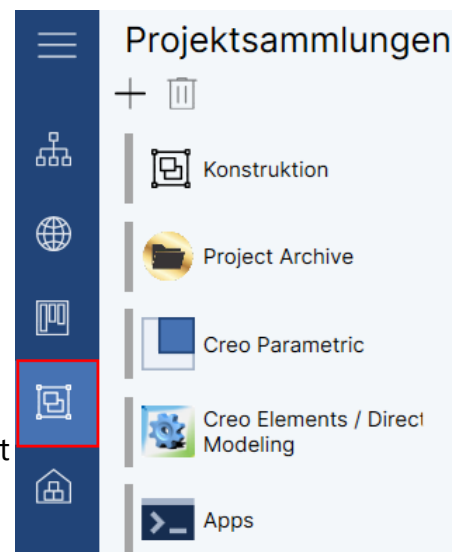 Projektsammlungen
Konstruktion
Project Archive
Creo Parametric
Creo Elements / Direct
Modeling
t
Apps